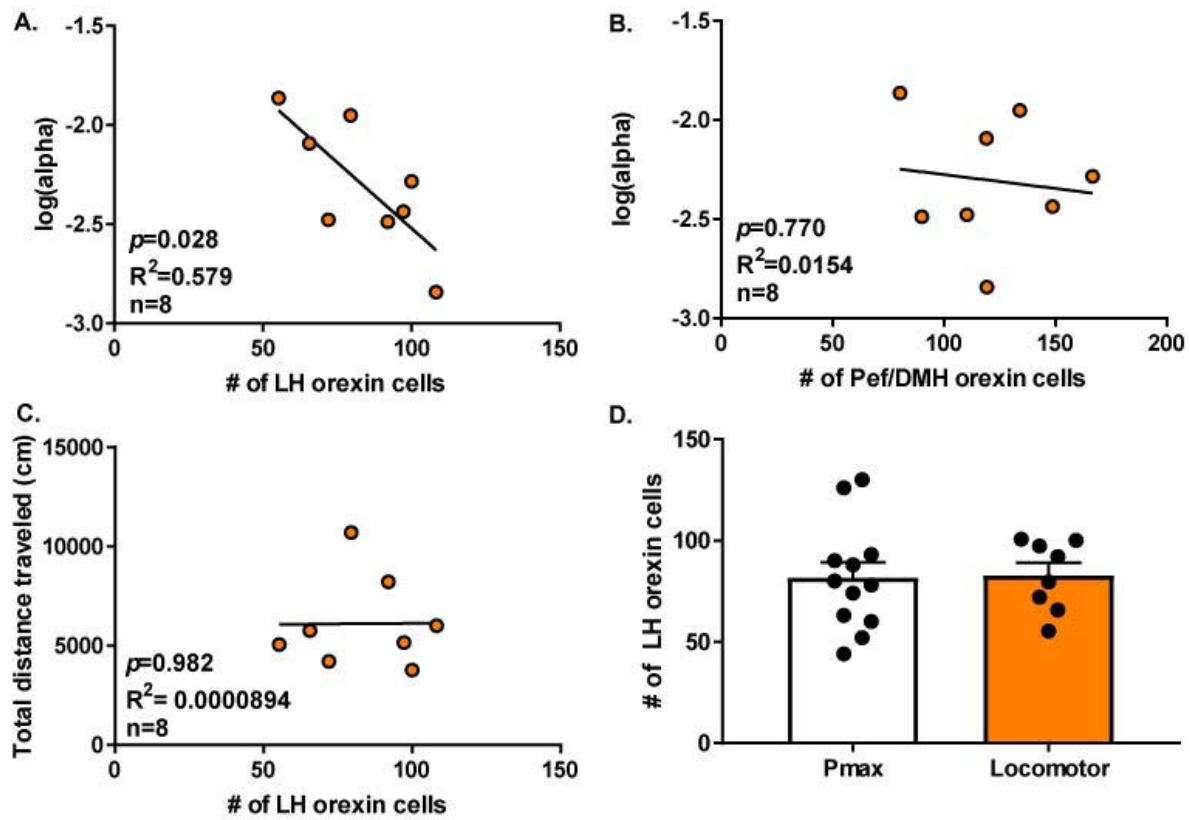 A.
log(alpha)
-1.5
-2.0
-2.5
-3.0
p=0.028
R²=0.579
n=8
0 50 100 150
# of LH orexin cells
B.
log(alpha)
-1.5
-2.0
-2.5
-3.0
p=0.770
R²=0.0154
n=8
0 50 100 150 200
# of Pef/DMH orexin cells
C.
Total distance traveled (cm)
15000
10000
5000
0
p=0.982
R²= 0.0000894
n=8
0 50 100 150
# of LH orexin cells
D.
# of LH orexin cells
150
100
50
0
Pmax Locomotor